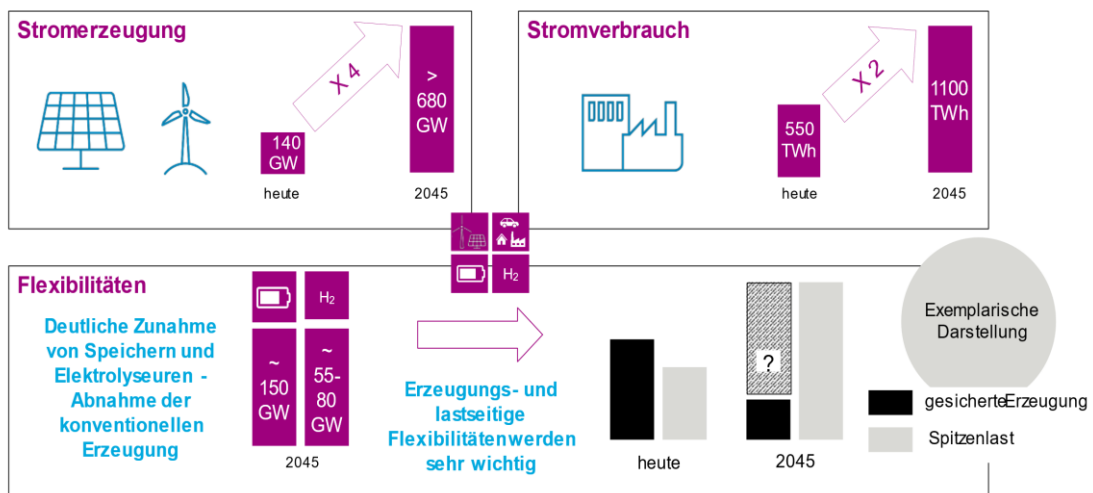 Stromerzeugung
X 4
140
GW
heute
>
680
GW
2045
Stromverbrauch
X 2
550
TWh
heute
1100
TWh
2045
H₂
Flexibilitäten
Deutliche Zunahme
von Speichern und
Elektrolyseuren -
Abnahme der
konventionellen
Erzeugung
H₂
~
150
GW
~
55-
80
GW
2045
Erzeugungs- und
lastseitige
Flexibilitätenwerden
sehr wichtig
heute
?
2045
Exemplarische
Darstellung
gesicherteErzeugung
Spitzenlast